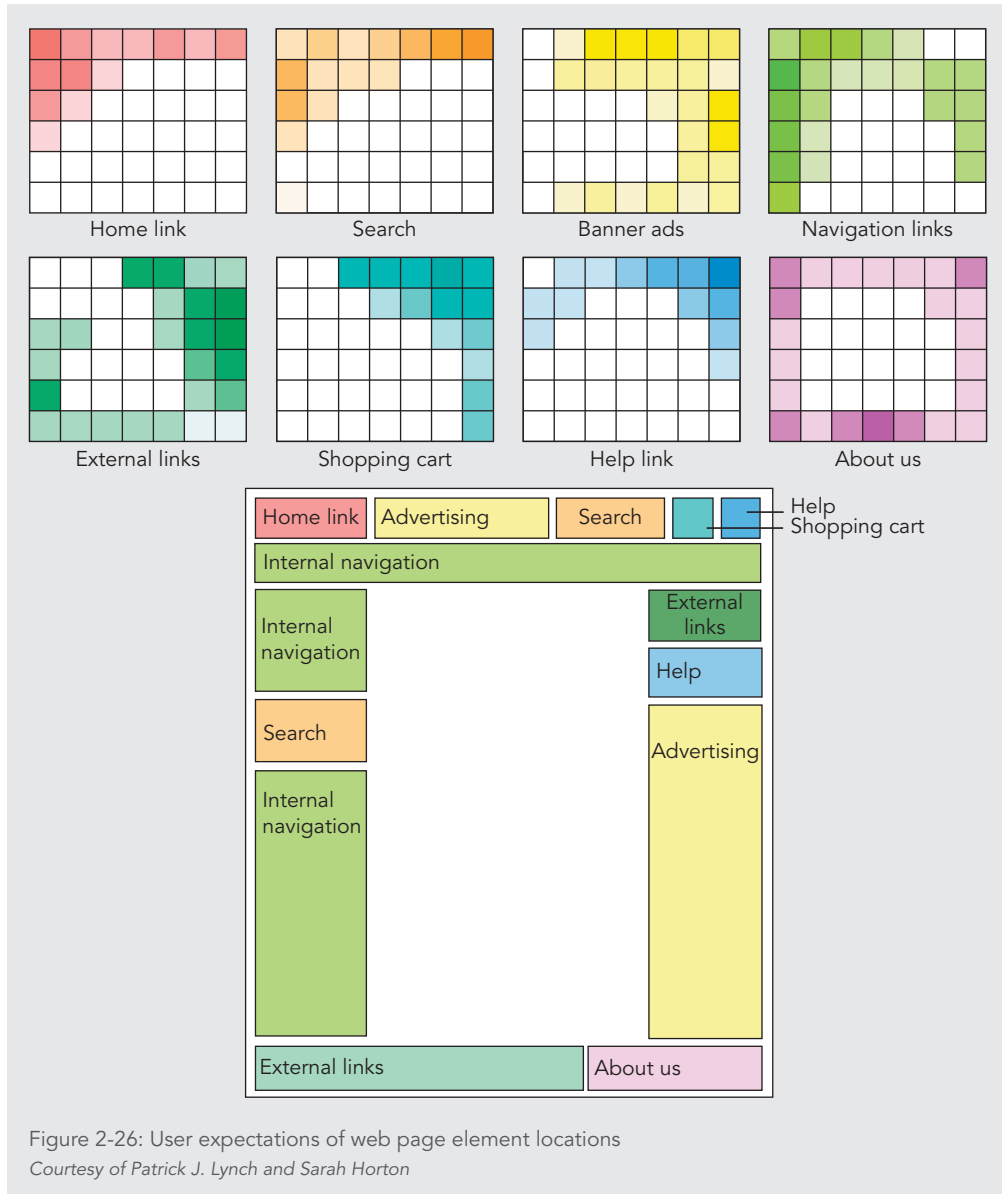 Home link
Search
Banner ads
Navigation links
External links
Shopping cart
Help link
About us
Home link
Advertising
Search
Help
Shopping cart
Internal navigation
Internal
navigation
External
links
Help
Search
Advertising
Internal
navigation
External links
About us
Figure 2-26: User expectations of web page element locations
Courtesy of Patrick J. Lynch and Sarah Horton